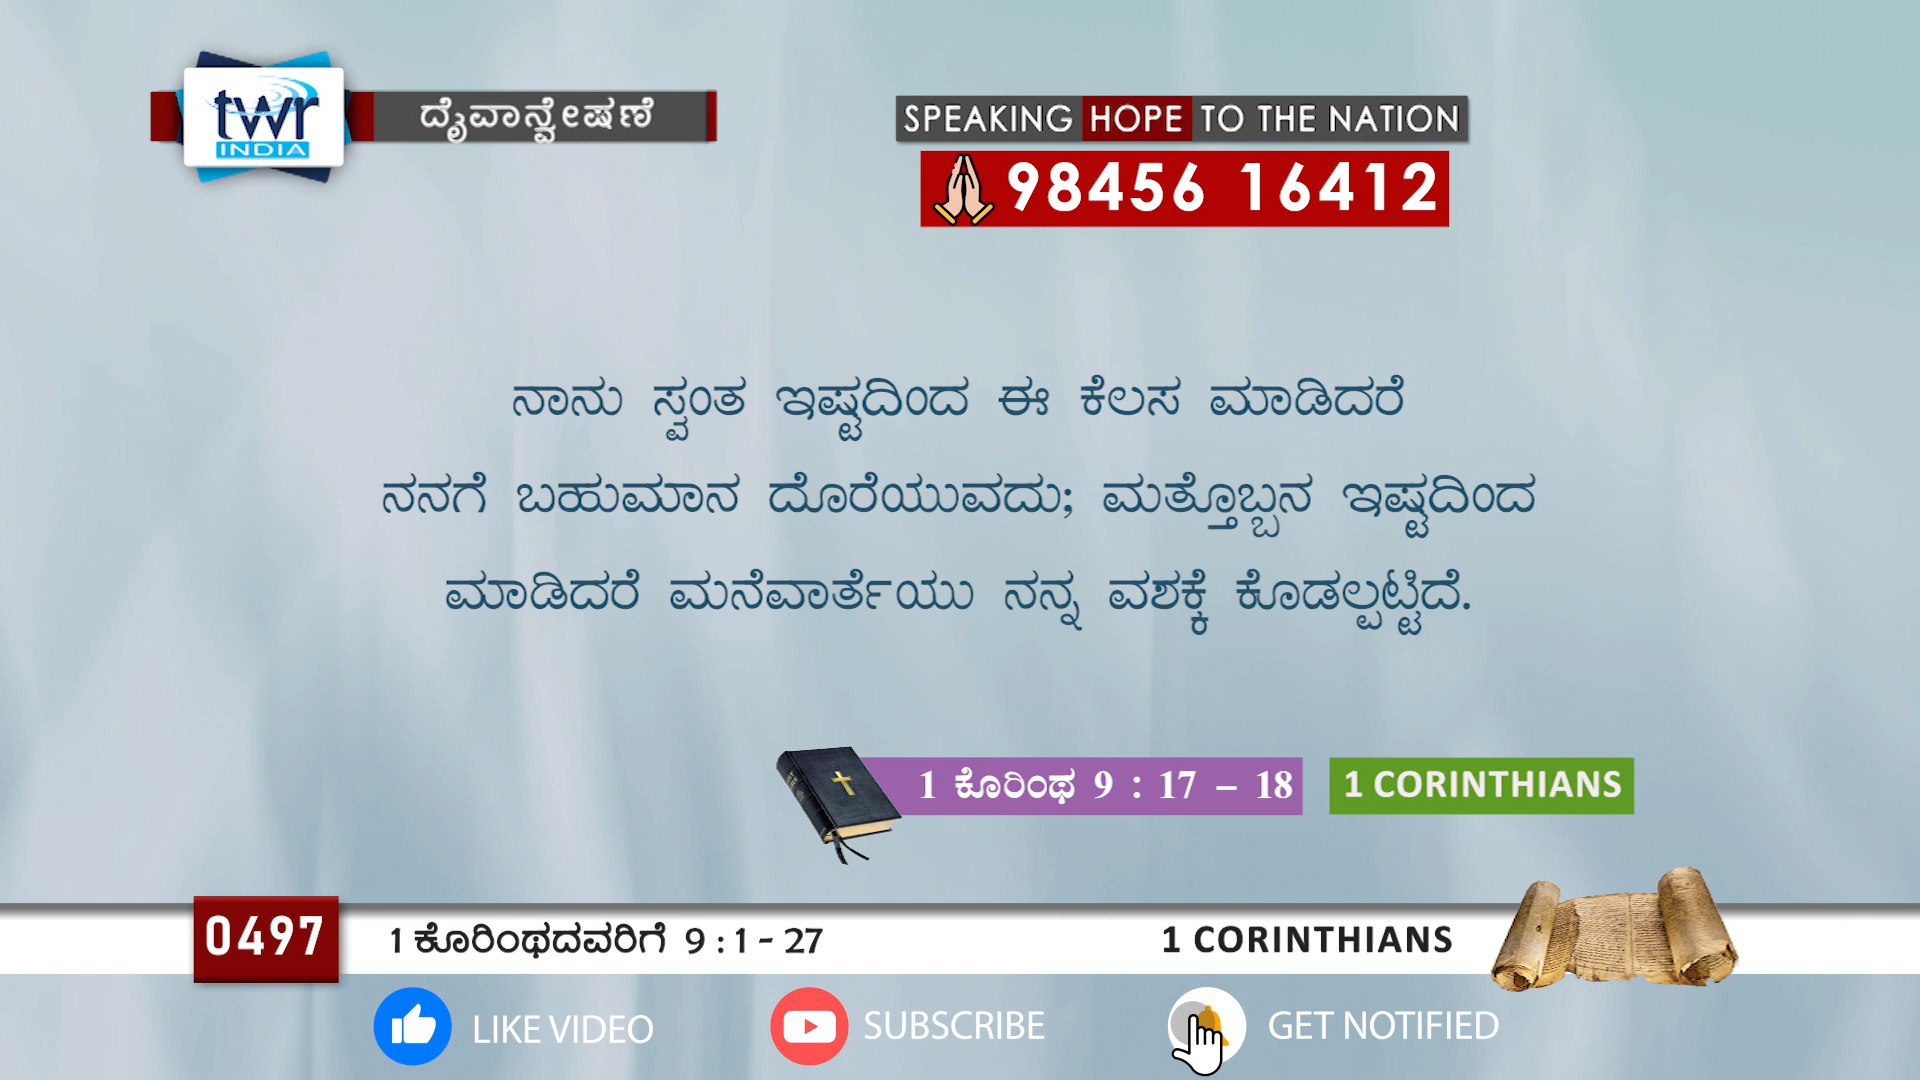 twr
INDIA
ದೈವಾನ್ವೇಷಣೆ
SPEAKING HOPE TO THE NATION
98456 16412
ನಾನು ಸ್ವಂತ ಇಷ್ಟದಿಂದ ಈ ಕೆಲಸ ಮಾಡಿದರೆ
ನನಗೆ ಬಹುಮಾನ ದೊರೆಯುವದು; ಮತ್ತೊಬ್ಬನ ಇಷ್ಟದಿಂದ
ಮಾಡಿದರೆ ಮನೆವಾರ್ತೆಯು ನನ್ನ ವಶಕ್ಕೆ ಕೊಡಲ್ಪಟ್ಟಿದೆ.
1 ಕೊರಿಂಥ 9 : 17 – 18
1 CORINTHIANS
0497
1 ಕೊರಿಂಥದವರಿಗೆ 9 : 1 - 27
1 CORINTHIANS
LIKE VIDEO
SUBSCRIBE
GET NOTIFIED